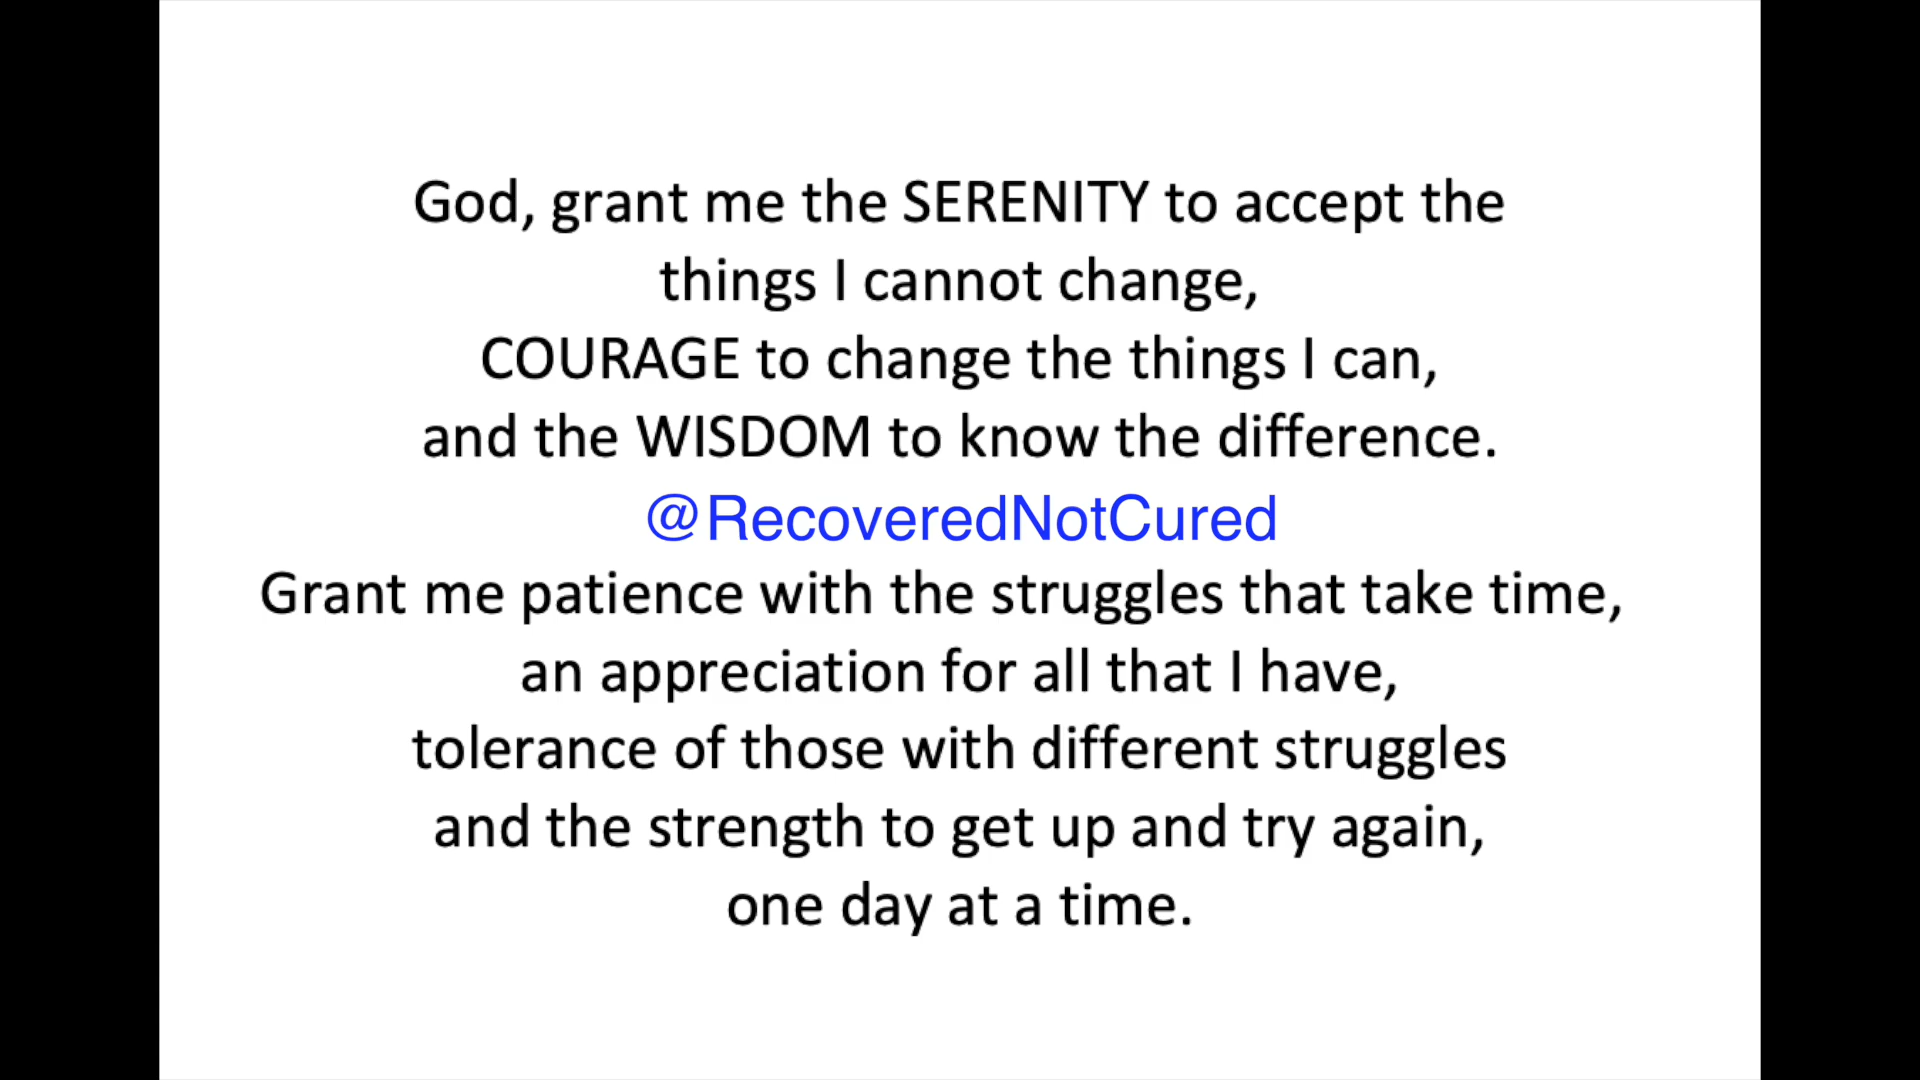 God, grant me the SERENITY to accept the
things I cannot change,
COURAGE to change the things I can,
and the WISDOM to know the difference.
@RecoveredNotCured
Grant me patience with the struggles that take time,
an appreciation for all that I have,
tolerance of those with different struggles
and the strength to get up and try again,
one day at a time.